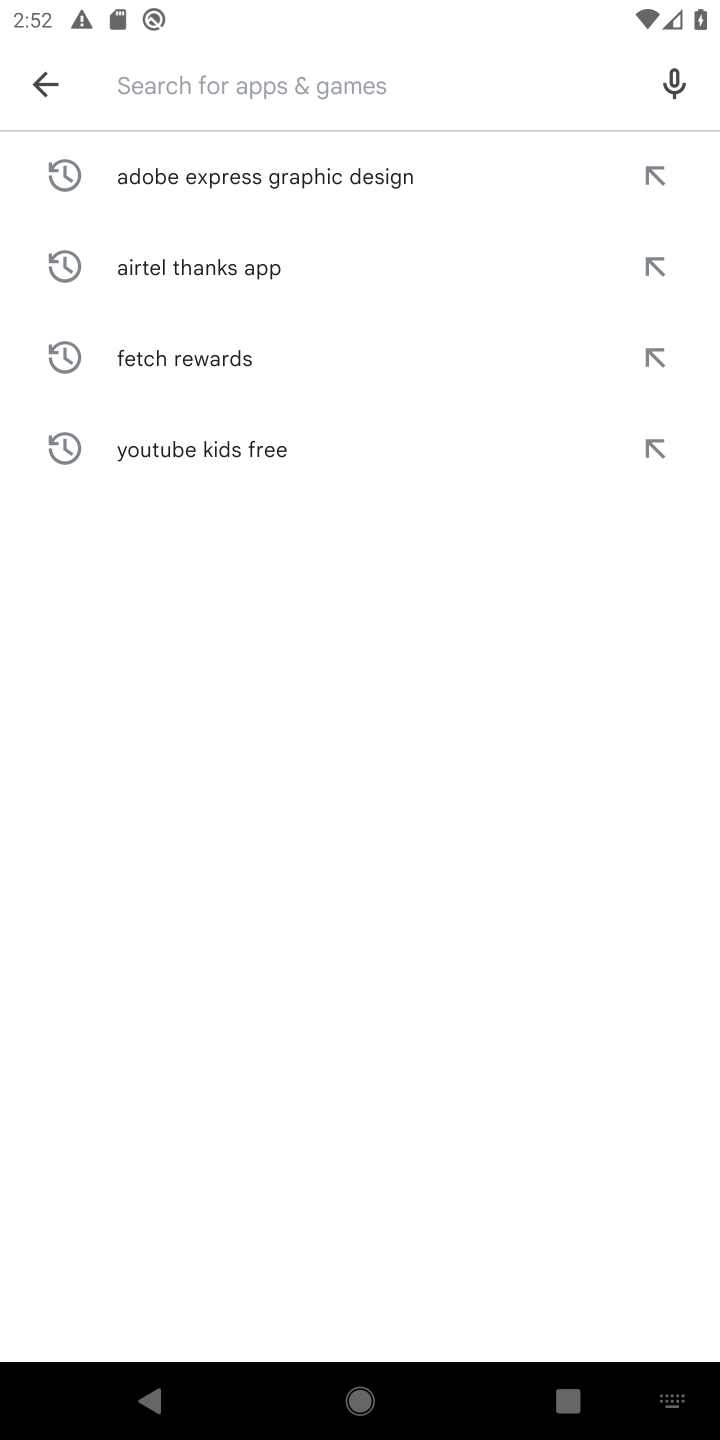 2:52
Search for apps & games
adobe express graphic design
airtel thanks app
fetch rewards
youtube kids free